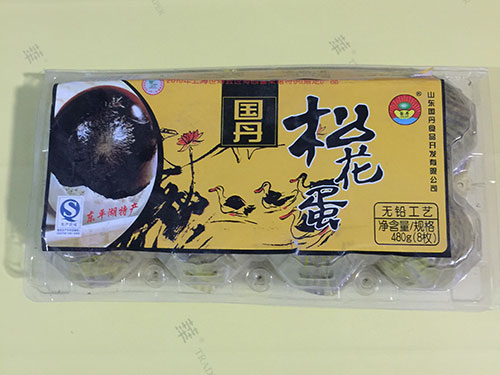 国丹
松花蛋
东平湖特产
山东国丹食品开发有限公司
无铅工艺
净含量/规格
480g(8枚)